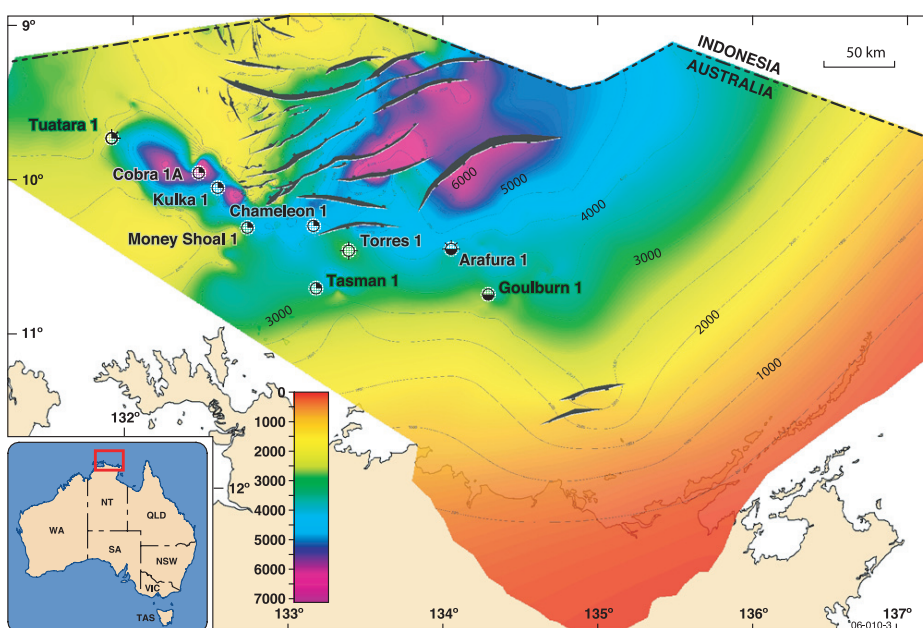 9°
INDONESIA
AUSTRALIA
50 km
Tuatara 1
10°
Cobra 1A
Kulka 1
Chameleon 1
6000
5000
4000
Money Shoal 1
Torres 1
Arafura 1
3000
Tasman 1
Goulburn 1
3000
2000
11°
1000
0
1000
2000
3000
4000
5000
6000
7000
132°
12°
NT
QLD
WA
SA
NSW
VIC
TAS
133°
134°
135°
136°
137°
06-010-3